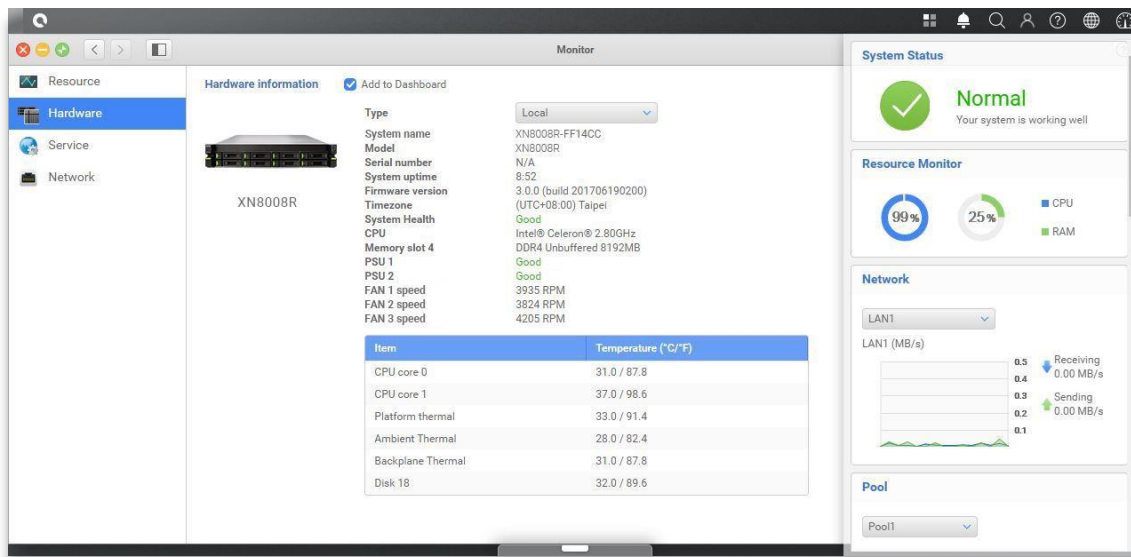 Monitor
Resource
Hardware
Service
Network
Hardware information
Add to Dashboard
XN8008R
Type Local
System name XN8008R-FF14CC
Model XN8008R
Serial number N/A
System uptime 8:52
Firmware version 3.0.0 (build 201706190200)
Timezone (UTC+08:00) Taipei
System Health Good
CPU Intel® Celeron® 2.80GHz
Memory slot 4 DDR4 Unbuffered 8192MB
PSU 1 Good
PSU 2 Good
FAN 1 speed 3935 RPM
FAN 2 speed 3824 RPM
FAN 3 speed 4205 RPM
Item Temperature (°C/°F)
CPU core 0 31.0 / 87.8
CPU core 1 37.0 / 98.6
Platform thermal 33.0 / 91.4
Ambient Thermal 28.0 / 82.4
Backplane Thermal 31.0 / 87.8
Disk 18 32.0 / 89.6
System Status
Normal
Your system is working well
Resource Monitor
99%
25%
CPU
RAM
Network
LAN1
LAN1 (MB/s)
0.5
0.4
0.3
0.2
0.1
Receiving
0.00 MB/s
Sending
0.00 MB/s
Pool
Pool1